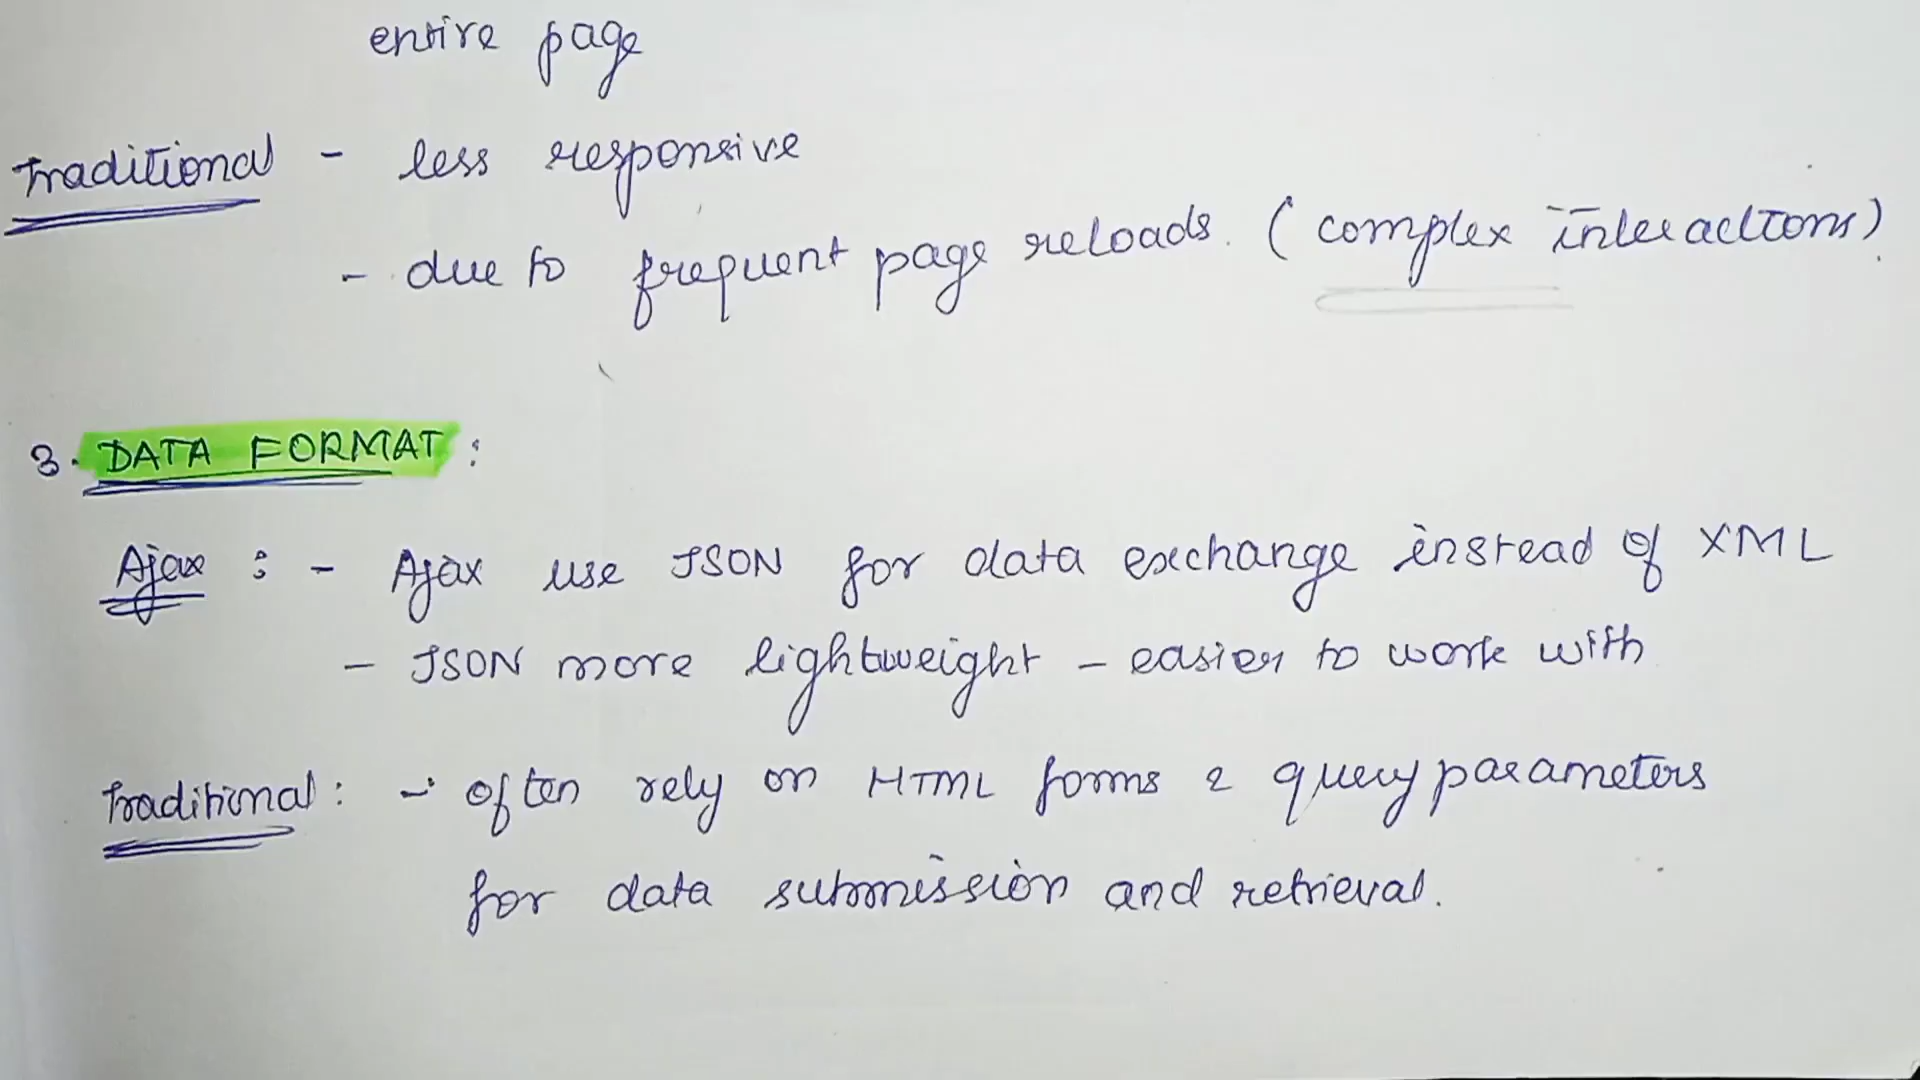 entire page
Traditional - less responsive
- due to frequent page reloads. (complex interactions)
3. DATA FORMAT :
Ajax : - Ajax use JSON for data exchange instead of XML
- JSON more lightweight - easier to work with
Traditional : - often rely on HTML forms & query parameters
for data submission and retrieval.